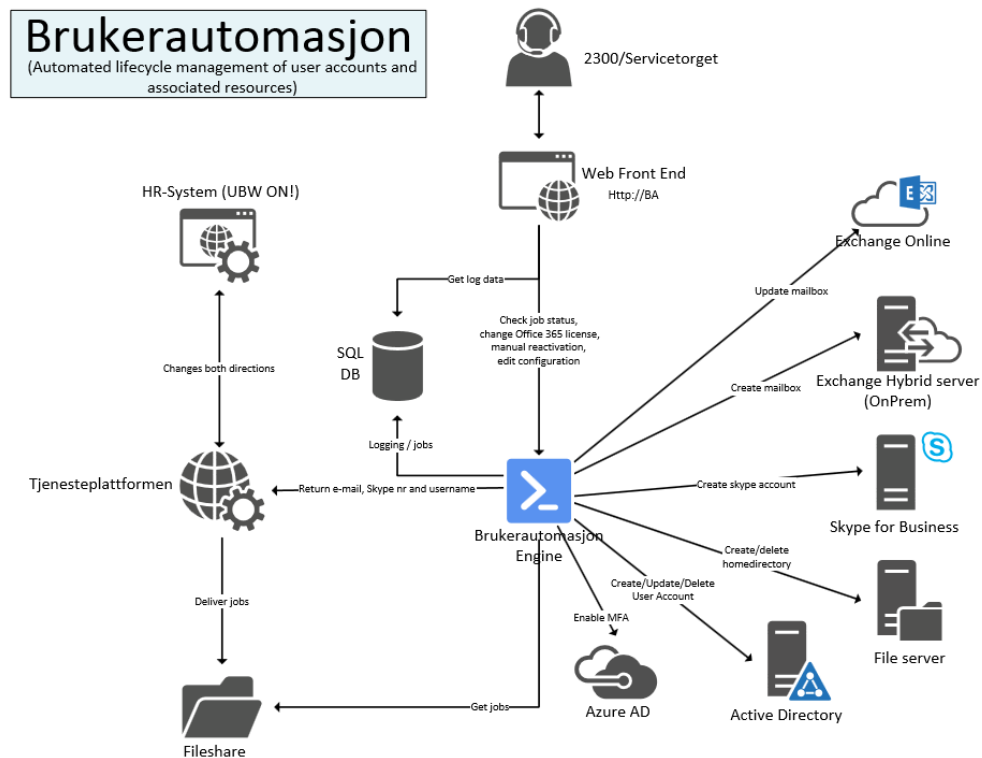 Brukerautomasjon
(Automated lifecycle management of user accounts and
associated resources)
2300/Servicetorget
Web Front End
Http://BA
HR-System (UBW ON!)
E
Exchange Online
Get log data
Update mailbox
Check job status,
change Office 365 license,
manual reactivation,
edit configuration
SQL
DB
Changes both directions
Exchange Hybrid server
(OnPrem)
Create mailbox
Logging / jobs
Tjenesteplattformen
Return e-mail, Skype nr and username
Create skype account
S
Skype for Business
Brukerautomasjon
Engine
Create/delete
homedirectory
Create/Update/Delete
User Account
Deliver jobs
Enable MFA
File server
Get jobs
Azure AD
Active Directory
Fileshare